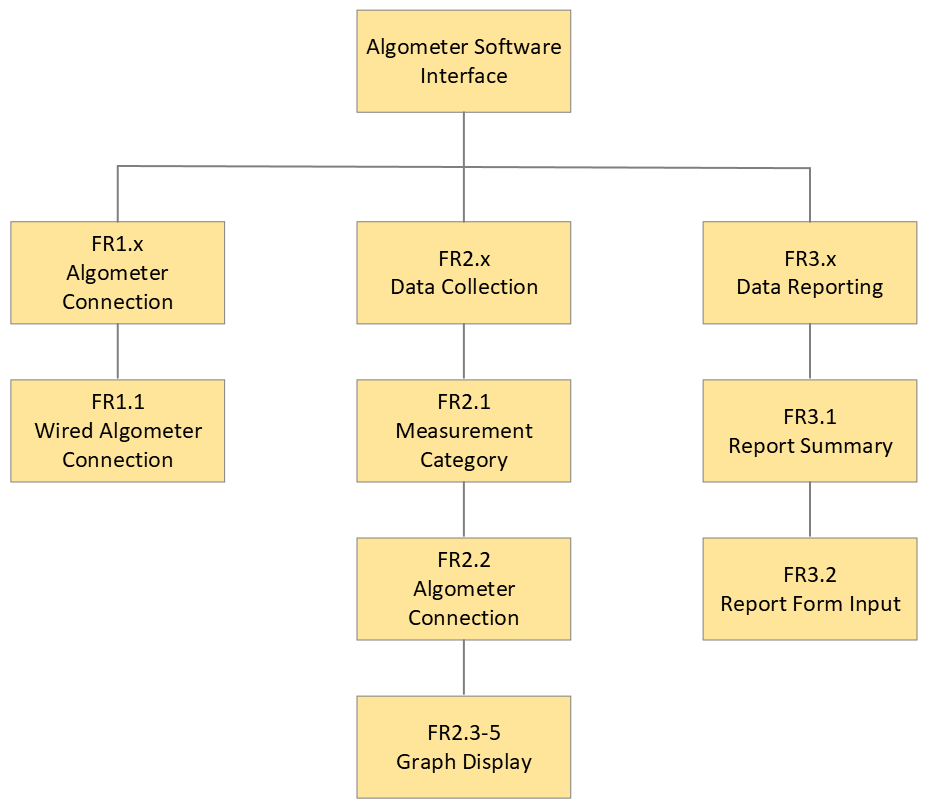 Algometer Software
Interface
FR1.x
Algometer
Connection
FR2.x
Data Collection
FR3.x
Data Reporting
FR1.1
Wired Algometer
Connection
FR2.1
Measurement
Category
FR3.1
Report Summary
FR2.2
Algometer
Connection
FR3.2
Report Form Input
FR2.3-5
Graph Display